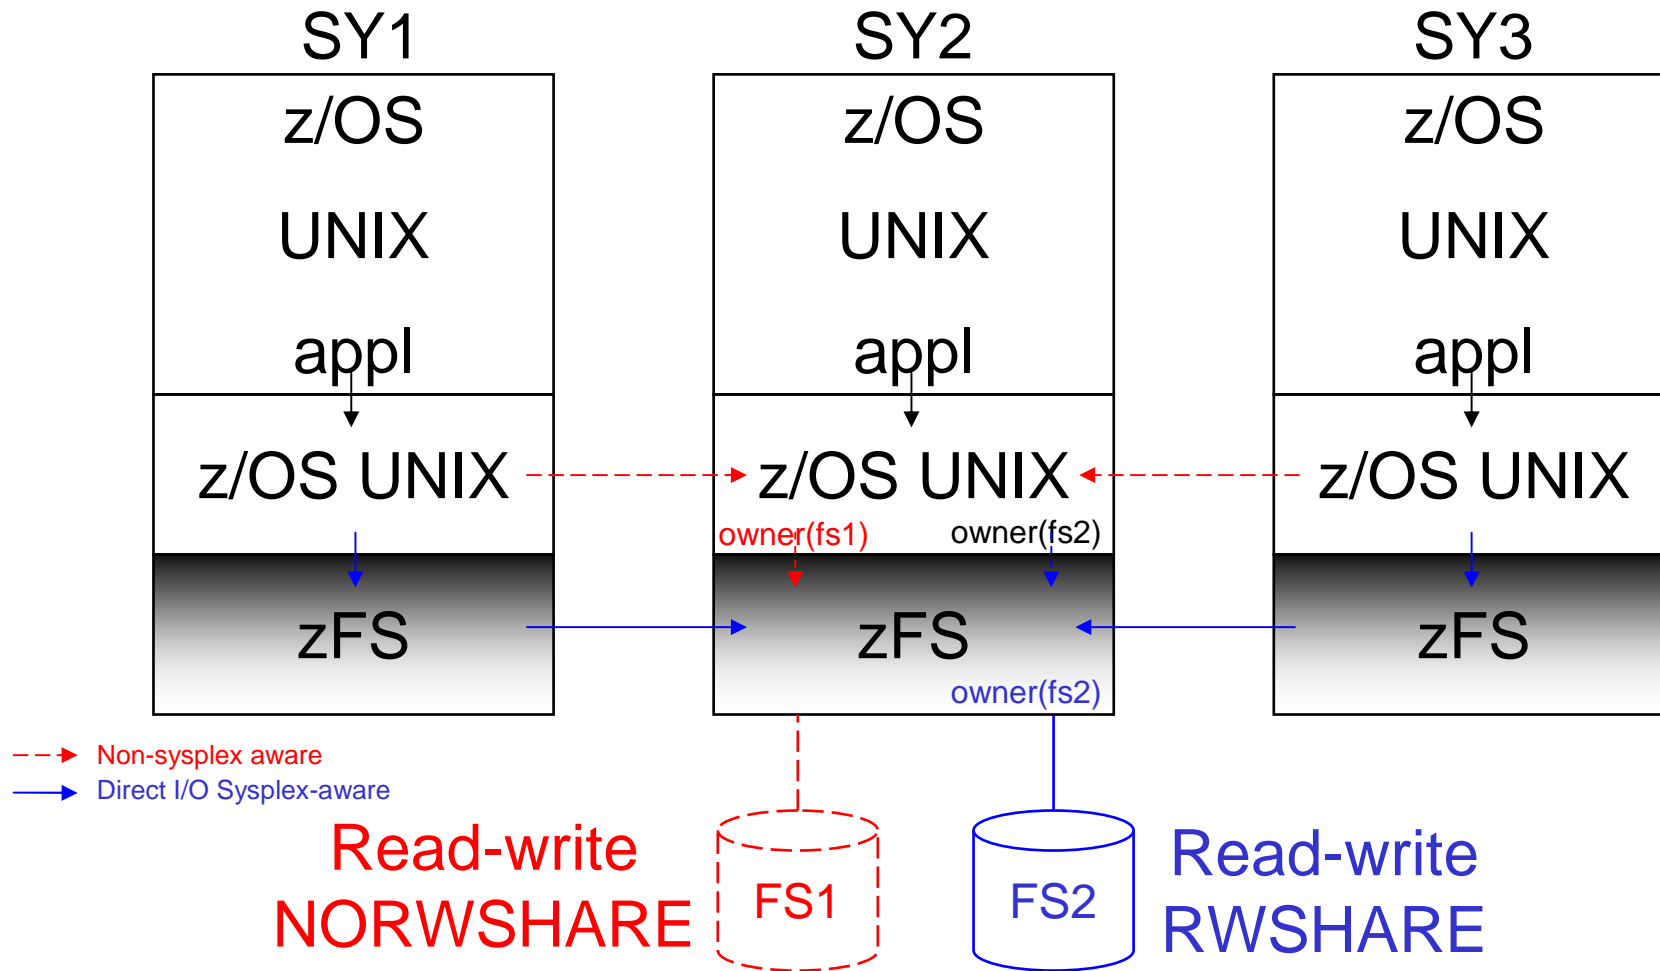 SY1 SY2 SY3
z/OS z/OS z/OS
UNIX UNIX UNIX
appl appl appl
z/OS UNIX z/OS UNIX z/OS UNIX
owner(fs1) owner(fs2)
zFS zFS zFS
owner(fs2)
Non-sysplex aware
Direct I/O Sysplex-aware
Read-write
NORWSHARE
FS1
FS2
Read-write
RWSHARE